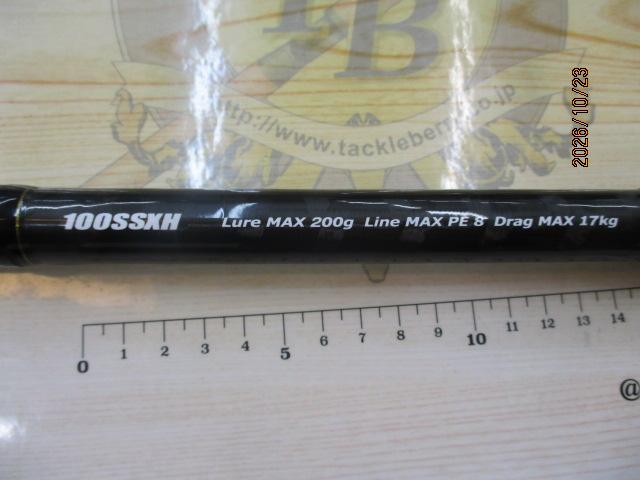 TB
http://www.tackleberry.co.jp
2026/10/23
100SSXH Lure MAX 200g Line MAX PE 8 Drag MAX 17kg
0 1 2 3 4 5 6 7 8 9 10 11 12 13 14
@